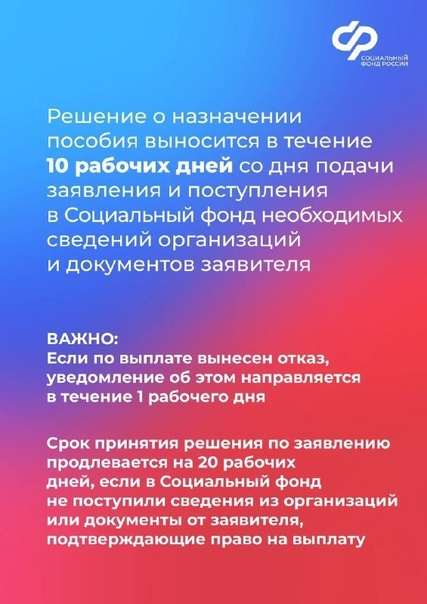 СОЦИАЛЬНЫЙ
ФОНД РОССИИ
Решение о назначении
пособия выносится в течение
10 рабочих дней со дня подачи
заявления и поступления
в Социальный фонд необходимых
сведений организаций
и документов заявителя
ВАЖНО:
Если по выплате вынесен отказ,
уведомление об этом направляется
в течение 1 рабочего дня
Срок принятия решения по заявлению
продлевается на 20 рабочих
дней, если в Социальный фонд
не поступили сведения из организаций
или документы от заявителя,
подтверждающие право на выплату